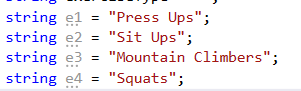 string e1 = "Press Ups";
string e2 = "Sit Ups";
string e3 = "Mountain Climbers";
string e4 = "Squats";